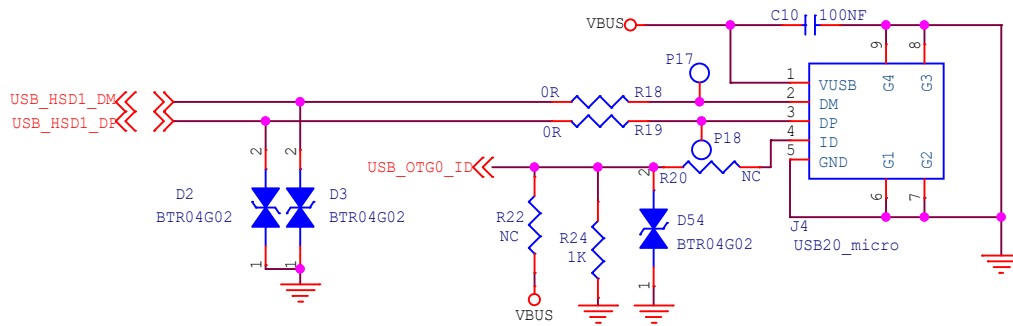 C10 100NF
VBUS
9 8
P17
1 VUSB G4 G3
USB_HSD1_DM 0R R18 2 DM
USB_HSD1_DP 0R R19 3 DP
P18 4 ID
5 GND G1 G2
USB_OTG0_ID R20 NC
2 2 2
6 7
D2 D3
BTR04G02 BTR04G02
R22
NC
R24
1K
D54
BTR04G02
J4
USB20_micro
1 1 1
VBUS